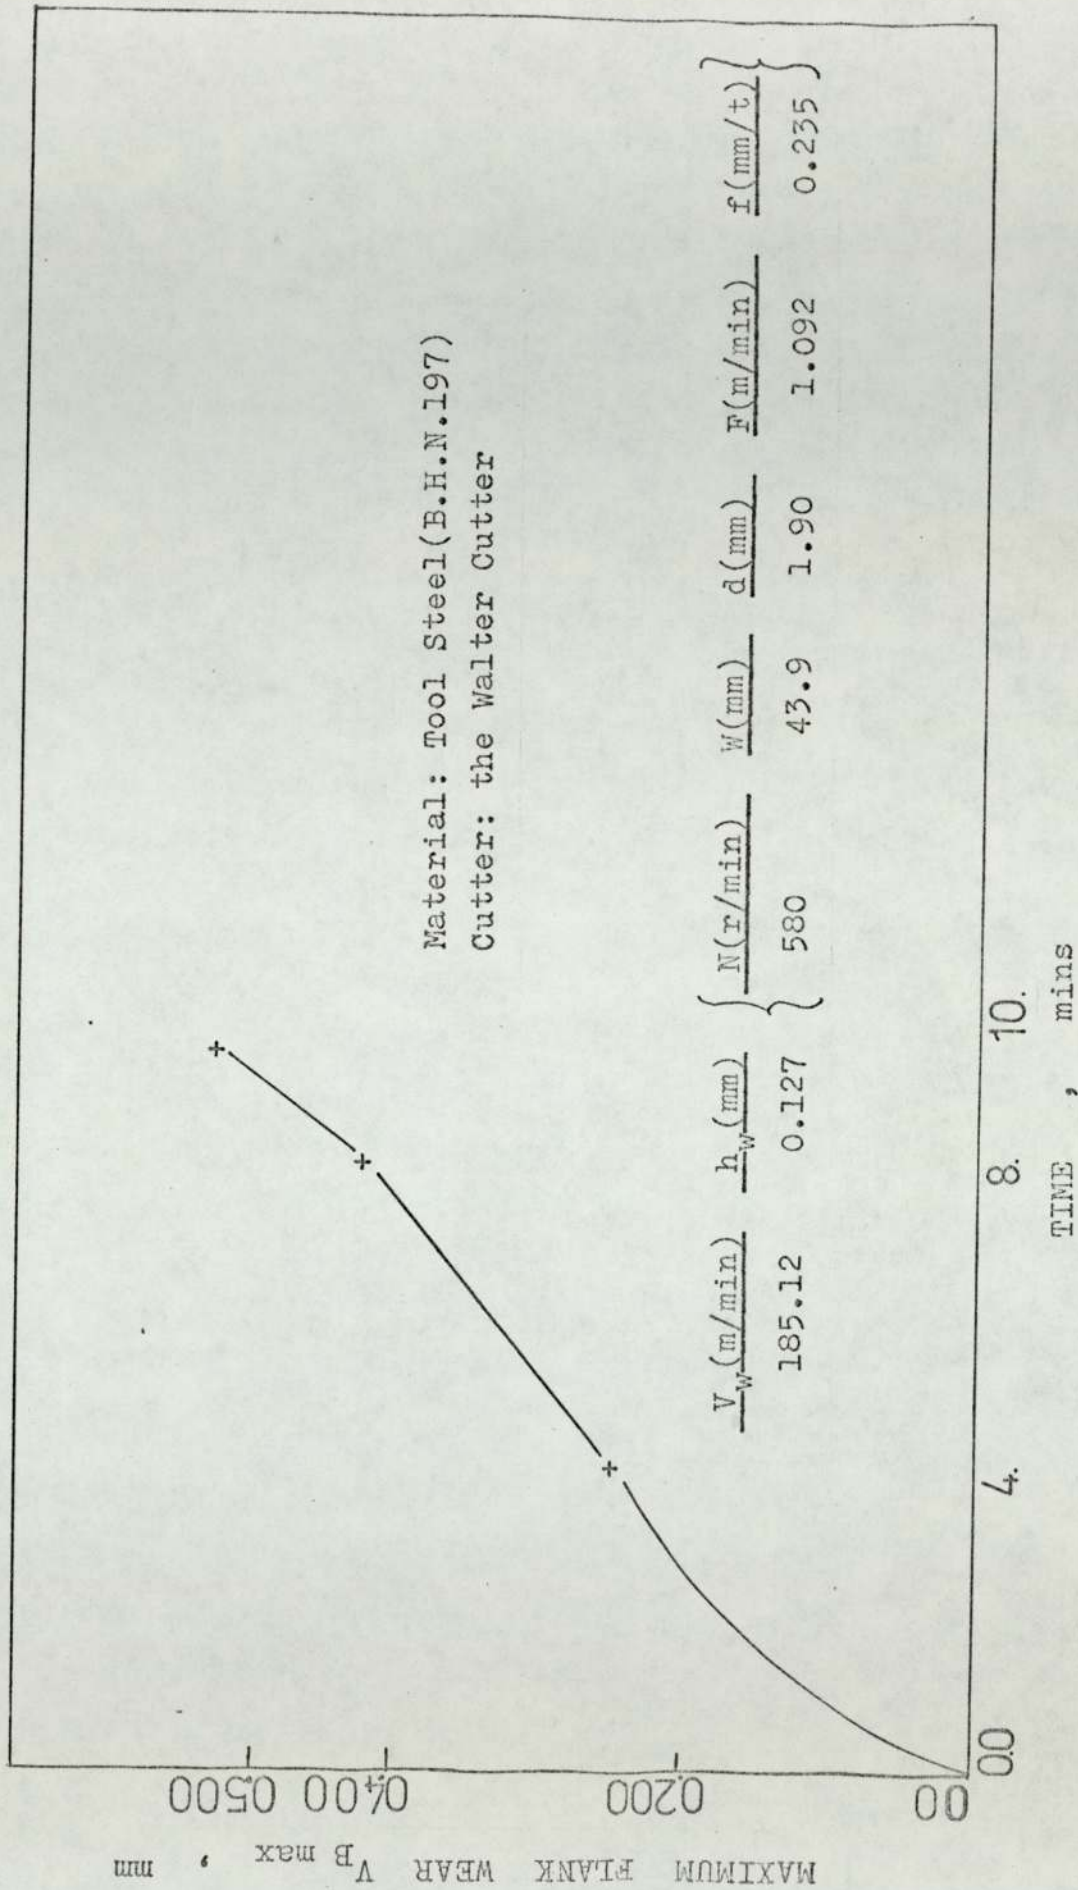 MAXIMUM FLANK WEAR V_B max , mm
0.500
0.400
0.200
0.0
Material: Tool Steel(B.H.N.197)
Cutter: the Walter Cutter
V_w(m/min) h_w(mm) { N(r/min) W(mm) d(mm) F(m/min) f(mm/t) }
185.12 0.127 { 580 43.9 1.90 1.092 0.235 }
0.0 4. 8. 10.
TIME , mins